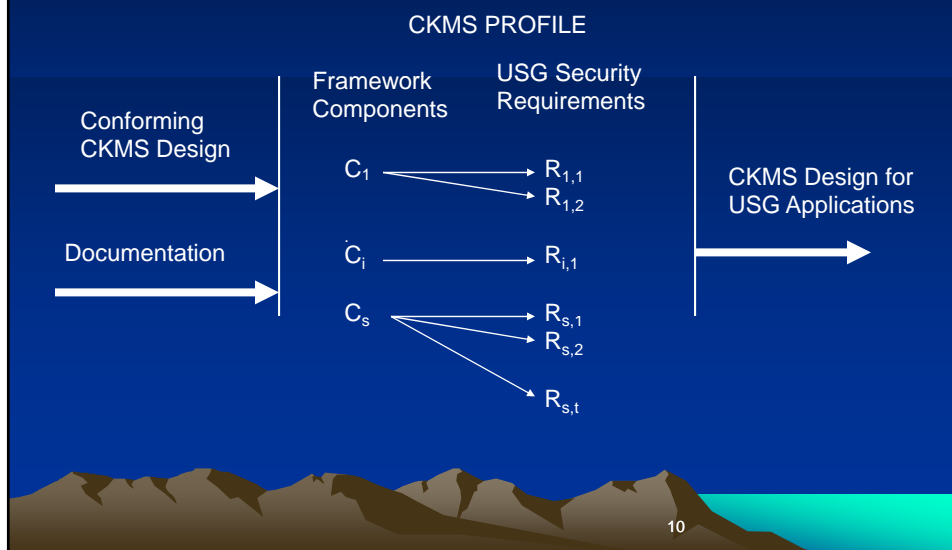 CKMS PROFILE
Framework
Components
USG Security
Requirements
Conforming
CKMS Design
Documentation
C1
R1,1
R1,2
Ci
Ri,1
Cs
Rs,1
Rs,2
Rs,t
CKMS Design for
USG Applications
10